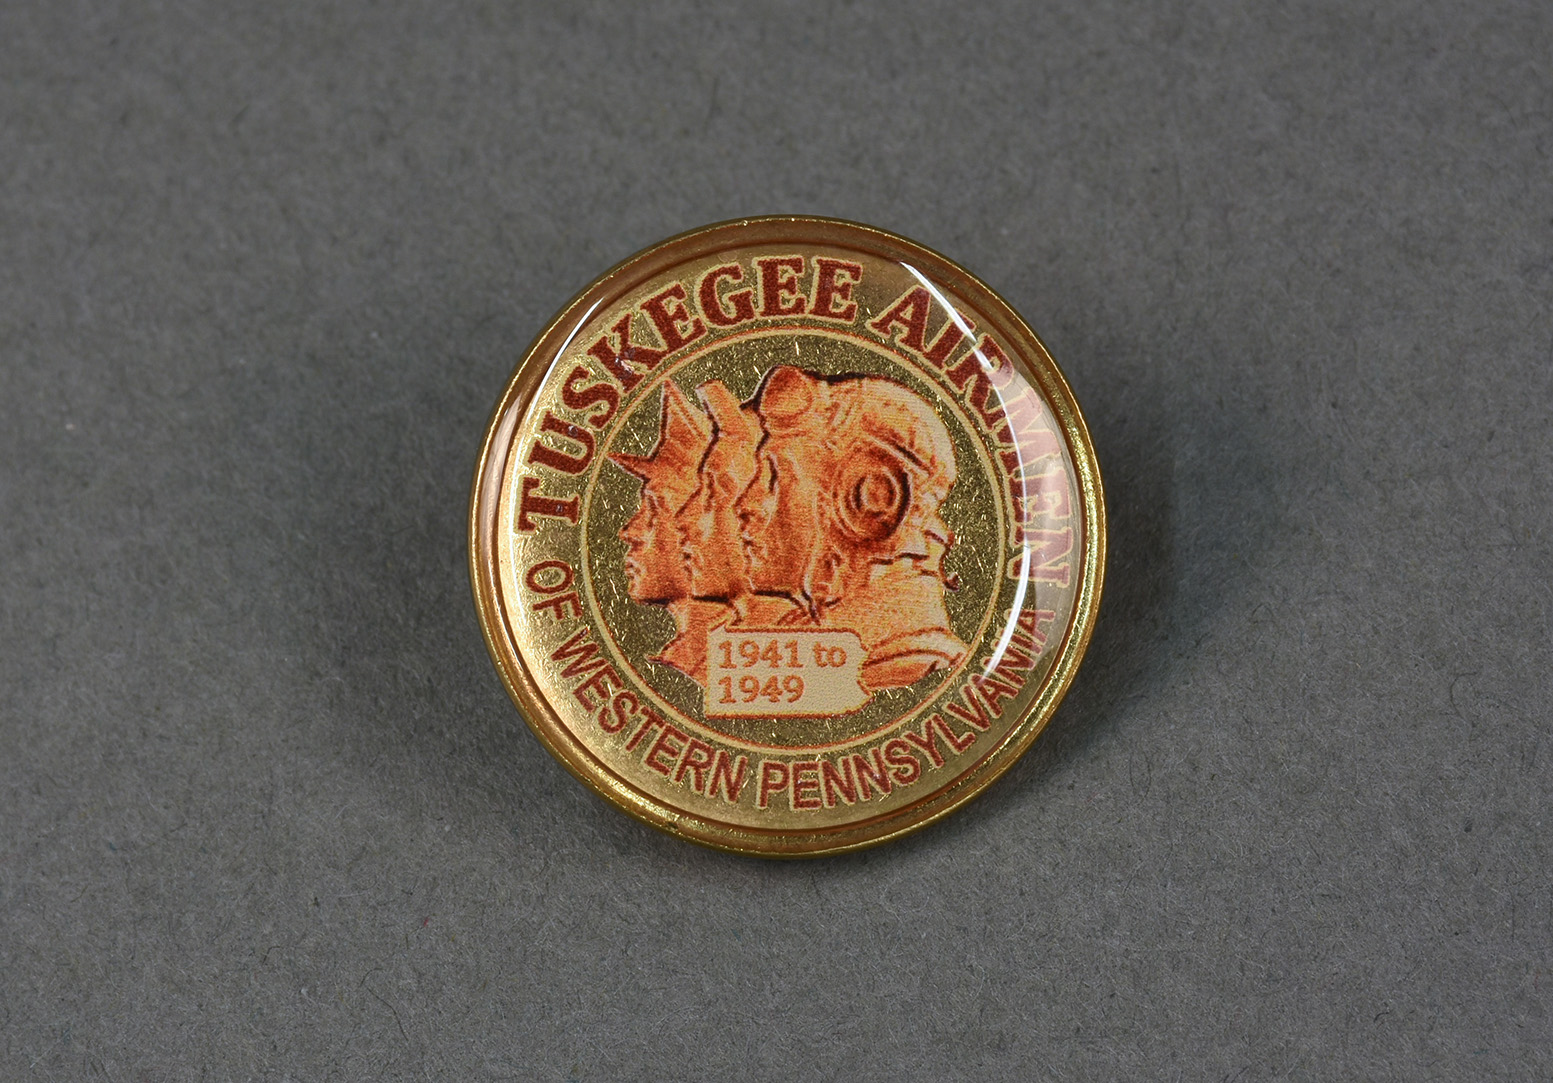 TUSKEGEE AIRMEN
OF WESTERN PENNSYLVANIA
1941 to
1949